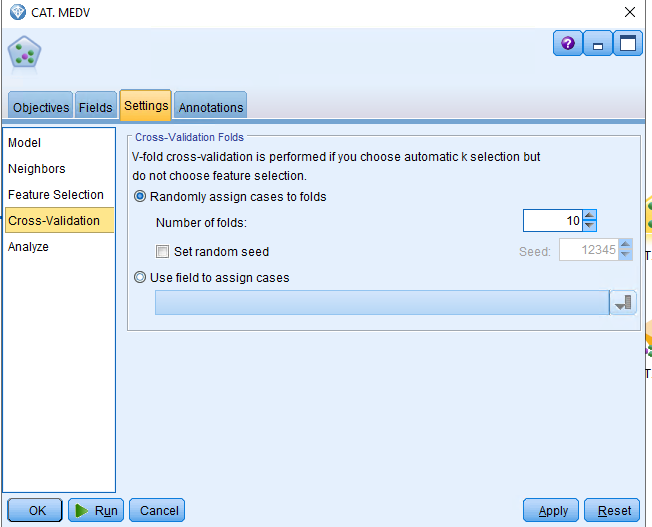 CAT. MEDV
Objectives Fields Settings Annotations
Model
Neighbors
Feature Selection
Cross-Validation
Analyze
Cross-Validation Folds
V-fold cross-validation is performed if you choose automatic k selection but
do not choose feature selection.
Randomly assign cases to folds
Number of folds: 10
Set random seed Seed: 12345
Use field to assign cases
T
T
OK Run Cancel Apply Reset